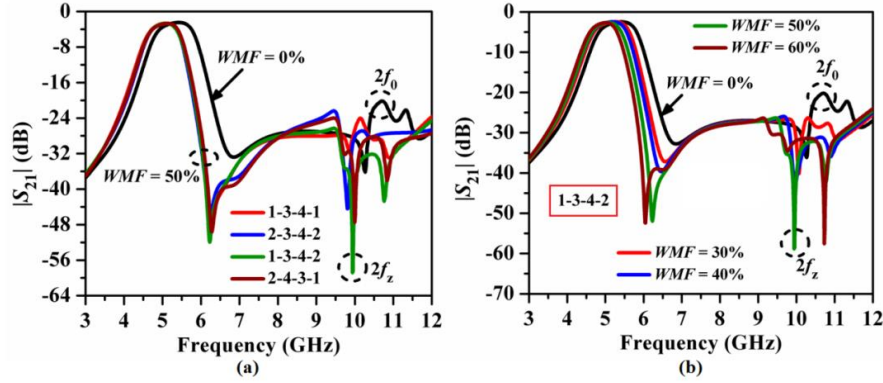 0
-8
-16
-24
-32
-40
-48
-56
-64
|S21| (dB)
WMF = 0%
2f0
WMF = 50%
1-3-4-1
2-3-4-2
1-3-4-2
2-4-3-1
2fz
3 4 5 6 7 8 9 10 11 12
Frequency (GHz)
(a)
0
-10
-20
-30
-40
-50
-60
-70
|S21| (dB)
WMF = 50%
WMF = 60%
2f0
WMF = 0%
1-3-4-2
WMF = 30%
WMF = 40%
2fz
3 4 5 6 7 8 9 10 11 12
Frequency (GHz)
(b)